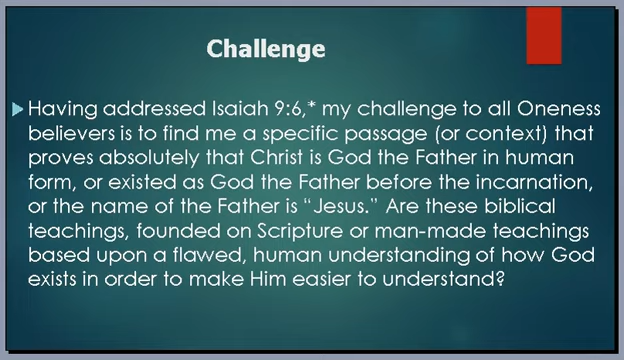 Challenge
Having addressed Isaiah 9:6,* my challenge to all Oneness
believers is to find me a specific passage (or context) that
proves absolutely that Christ is God the Father in human
form, or existed as God the Father before the incarnation,
or the name of the Father is “Jesus.” Are these biblical
teachings, founded on Scripture or man-made teachings
based upon a flawed, human understanding of how God
exists in order to make Him easier to understand?